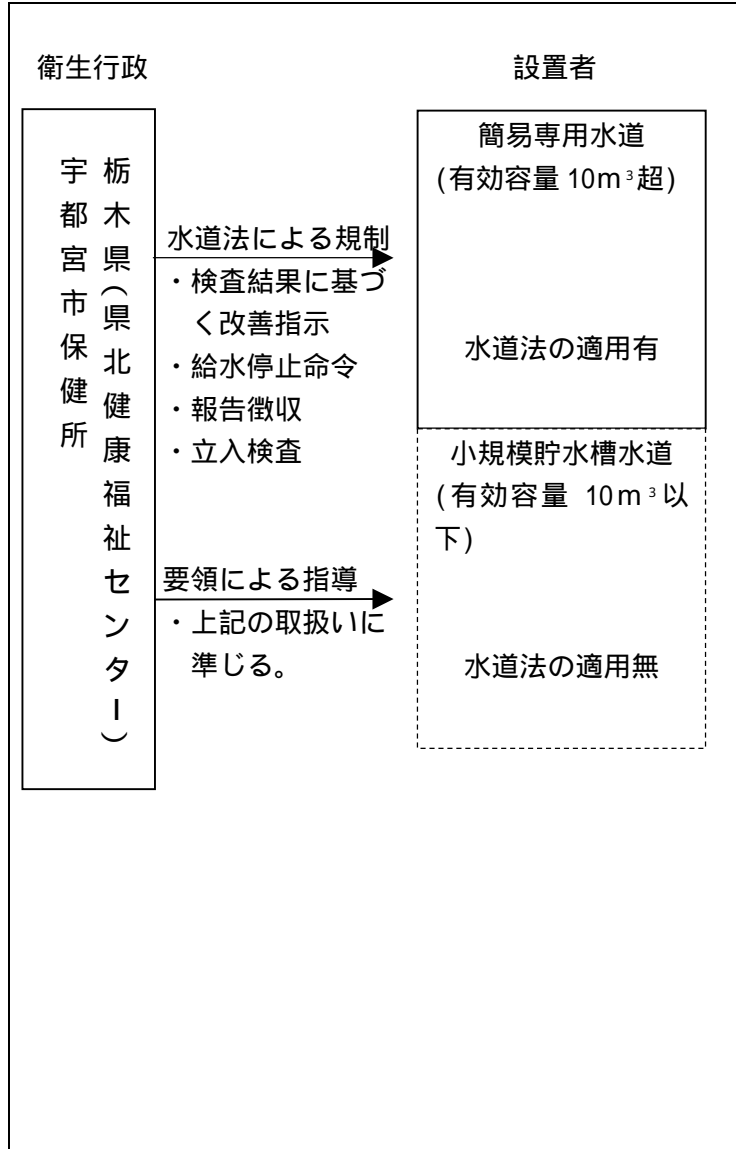 衛生行政
設置者
栃木県（県北健康福祉センター）
宇都宮市保健所
水道法による規制
・検査結果に基づ
く改善指示
・給水停止命令
・報告徴収
・立入検査
要領による指導
・上記の取扱いに
準じる。
簡易専用水道
(有効容量 10m³超)
水道法の適用有
小規模貯水槽水道
(有効容量 10m³以
下)
水道法の適用無